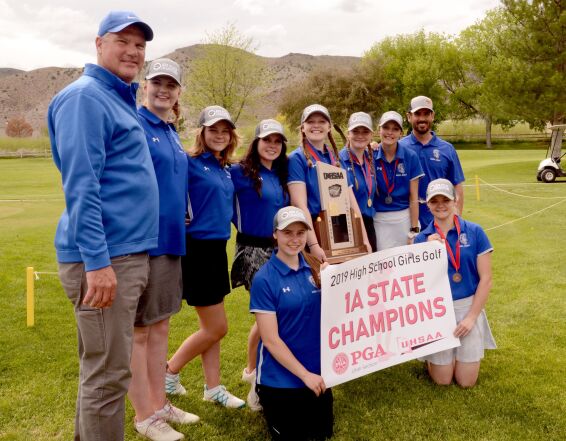 UHSAA
2019 High School Girls Golf
1A STATE
CHAMPIONS
PGA
UHSAA